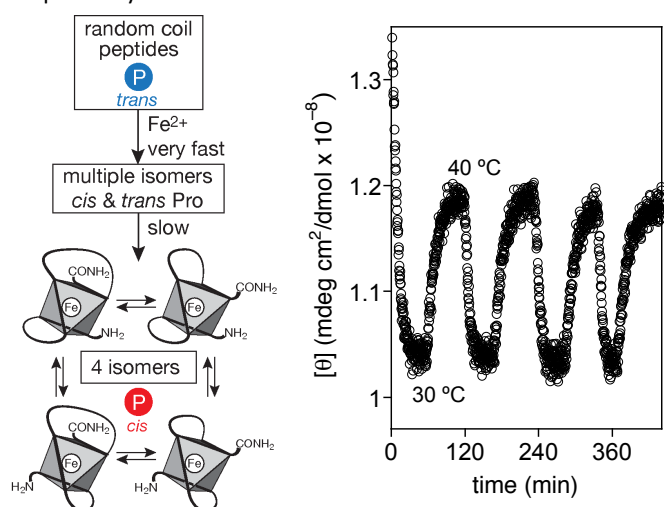 random coil
peptides
P
trans
Fe²⁺
very fast
multiple isomers
cis & trans Pro
slow
CONH₂
Fe
NH₂
CONH₂
Fe
NH₂
4 isomers
P
cis
CONH₂
Fe
H₂N
CONH₂
Fe
H₂N
[θ] (mdeg cm²/dmol x 10⁻⁸)
1.3
1.2
1.1
1
40 ºC
30 ºC
0
120
240
360
time (min)